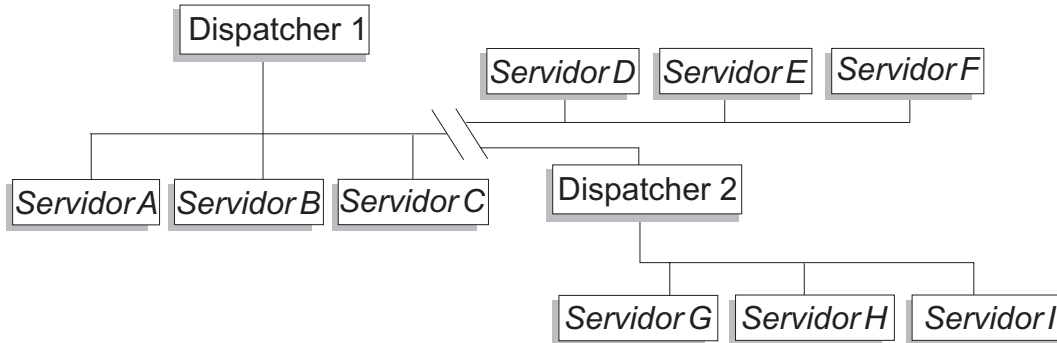 Dispatcher 1
Servidor D
Servidor E
Servidor F
Servidor A
Servidor B
Servidor C
Dispatcher 2
Servidor G
Servidor H
Servidor I